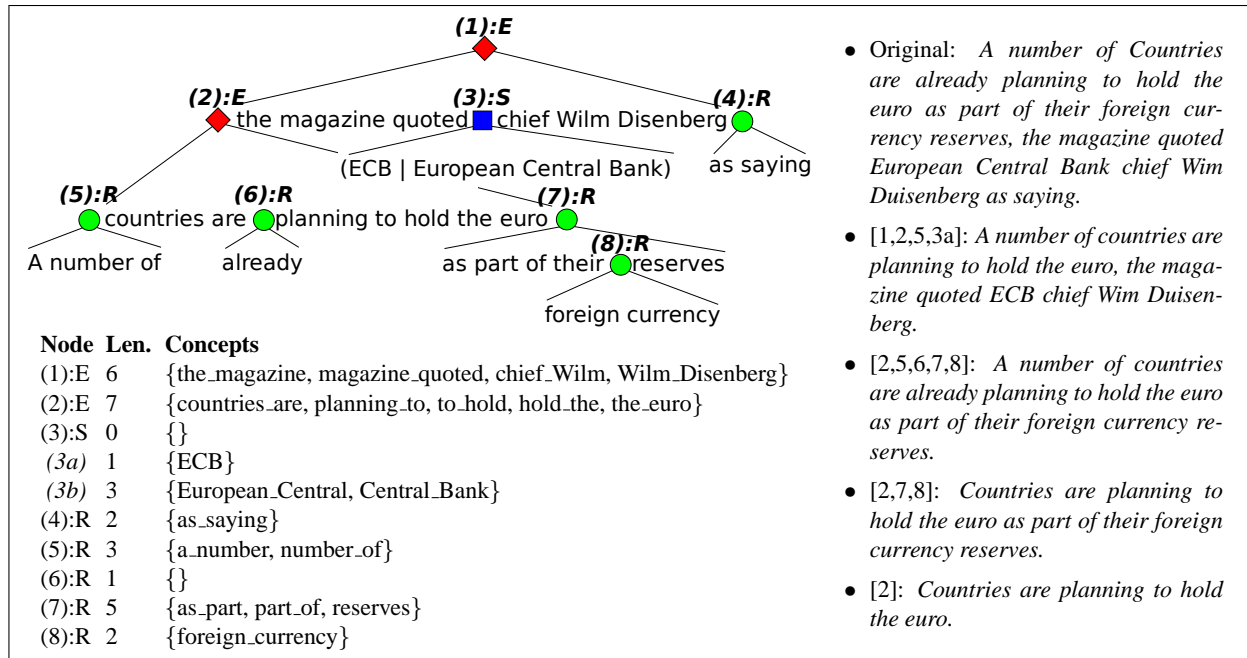 (1):E
(2):E the magazine quoted (3):S chief Wilm Disenberg (4):R
(ECB | European Central Bank) as saying
(5):R countries are (6):R planning to hold the euro (7):R
A number of already as part of their (8):R reserves
foreign currency
Node Len. Concepts
(1):E 6 {the_magazine, magazine_quoted, chief_Wilm, Wilm_Disenberg}
(2):E 7 {countries_are, planning_to, to_hold, hold_the, the_euro}
(3):S 0 {}
(3a) 1 {ECB}
(3b) 3 {European_Central, Central_Bank}
(4):R 2 {as_saying}
(5):R 3 {a_number, number_of}
(6):R 1 {}
(7):R 5 {as_part, part_of, reserves}
(8):R 2 {foreign_currency}
• Original: A number of Countries
are already planning to hold the
euro as part of their foreign cur-
rency reserves, the magazine quoted
European Central Bank chief Wim
Duisenberg as saying.
• [1,2,5,3a]: A number of countries are
planning to hold the euro, the maga-
zine quoted ECB chief Wim Duisen-
berg.
• [2,5,6,7,8]: A number of countries
are already planning to hold the euro
as part of their foreign currency re-
serves.
• [2,7,8]: Countries are planning to
hold the euro as part of their foreign
currency reserves.
• [2]: Countries are planning to hold
the euro.